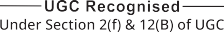 UGC Recognised
Under Section 2(f) & 12(B) of UGC